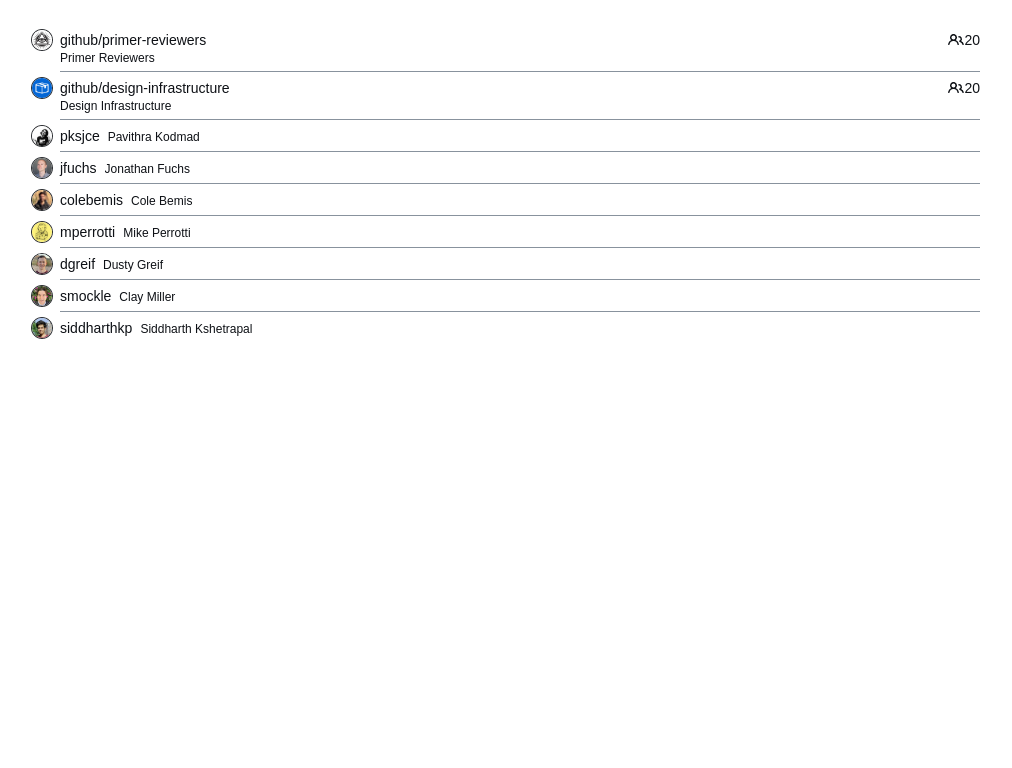 github/primer-reviewers 20
Primer Reviewers
github/design-infrastructure 20
Design Infrastructure
pksjce Pavithra Kodmad
jfuchs Jonathan Fuchs
colebemis Cole Bemis
mperrotti Mike Perrotti
dgreif Dusty Greif
smockle Clay Miller
siddharthkp Siddharth Kshetrapal